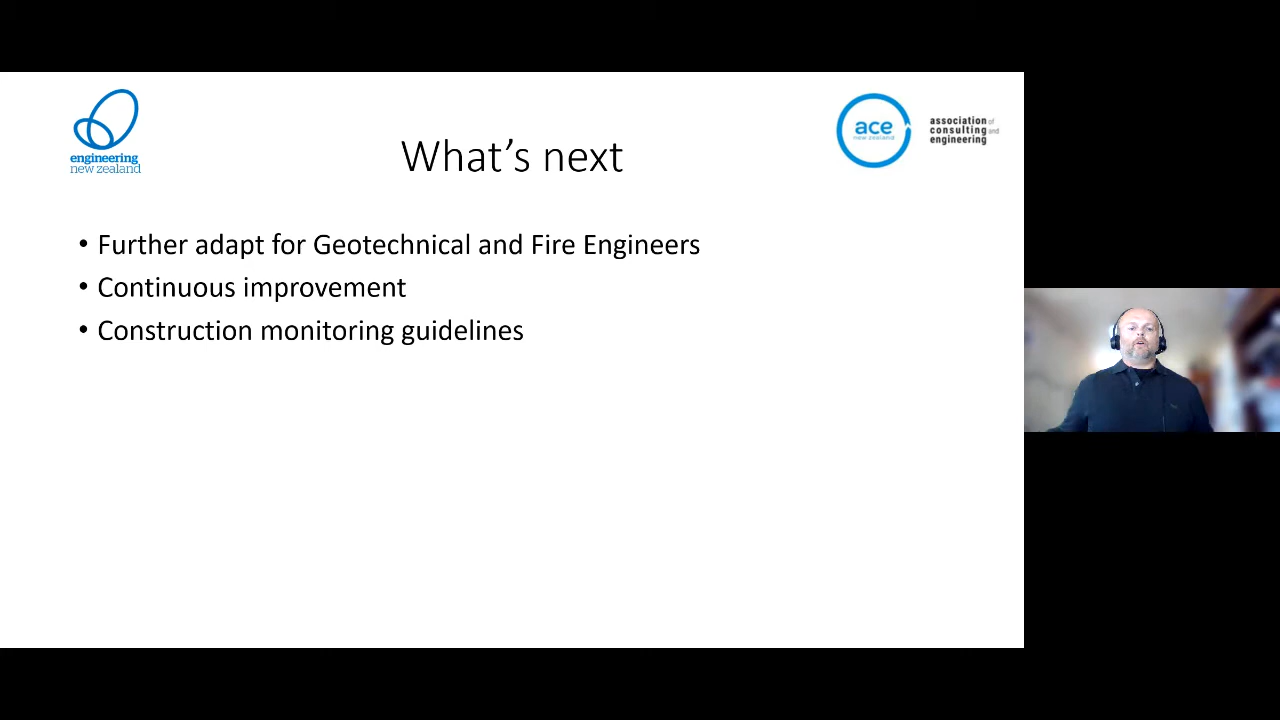 engineering
new zealand
ace
new zealand
association of
consulting and
engineering
What's next
• Further adapt for Geotechnical and Fire Engineers
• Continuous improvement
• Construction monitoring guidelines